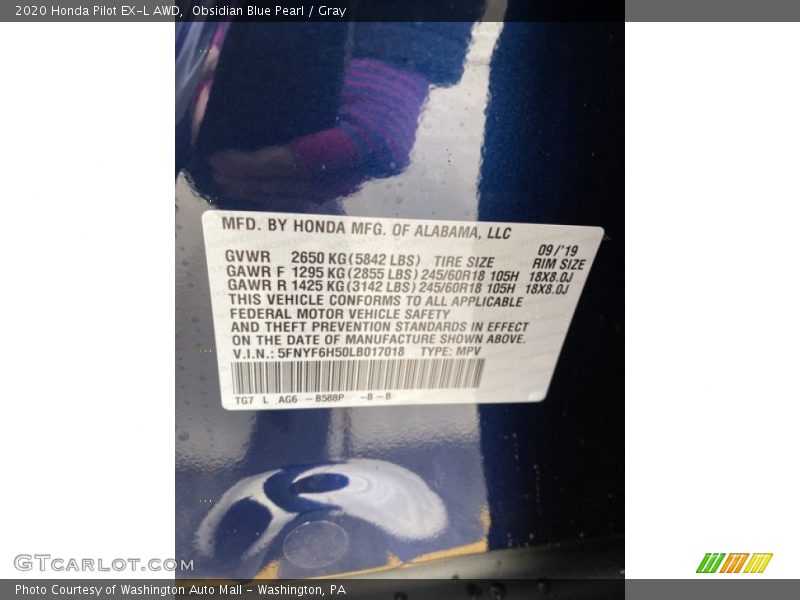 2020 Honda Pilot EX-L AWD, Obsidian Blue Pearl / Gray
MFD. BY HONDA MFG. OF ALABAMA, LLC
09/'19
GVWR 2650 KG (5842 LBS) TIRE SIZE RIM SIZE
GAWR F 1295 KG (2855 LBS) 245/60R18 105H 18X8.0J
GAWR R 1425 KG (3142 LBS) 245/60R18 105H 18X8.0J
THIS VEHICLE CONFORMS TO ALL APPLICABLE
FEDERAL MOTOR VEHICLE SAFETY
AND THEFT PREVENTION STANDARDS IN EFFECT
ON THE DATE OF MANUFACTURE SHOWN ABOVE.
V.I.N.: 5FNYF6H50LB017018 TYPE: MPV
TG7 L AG6 - B588P -B-B
GTcarlot.com
Photo Courtesy of Washington Auto Mall - Washington, PA